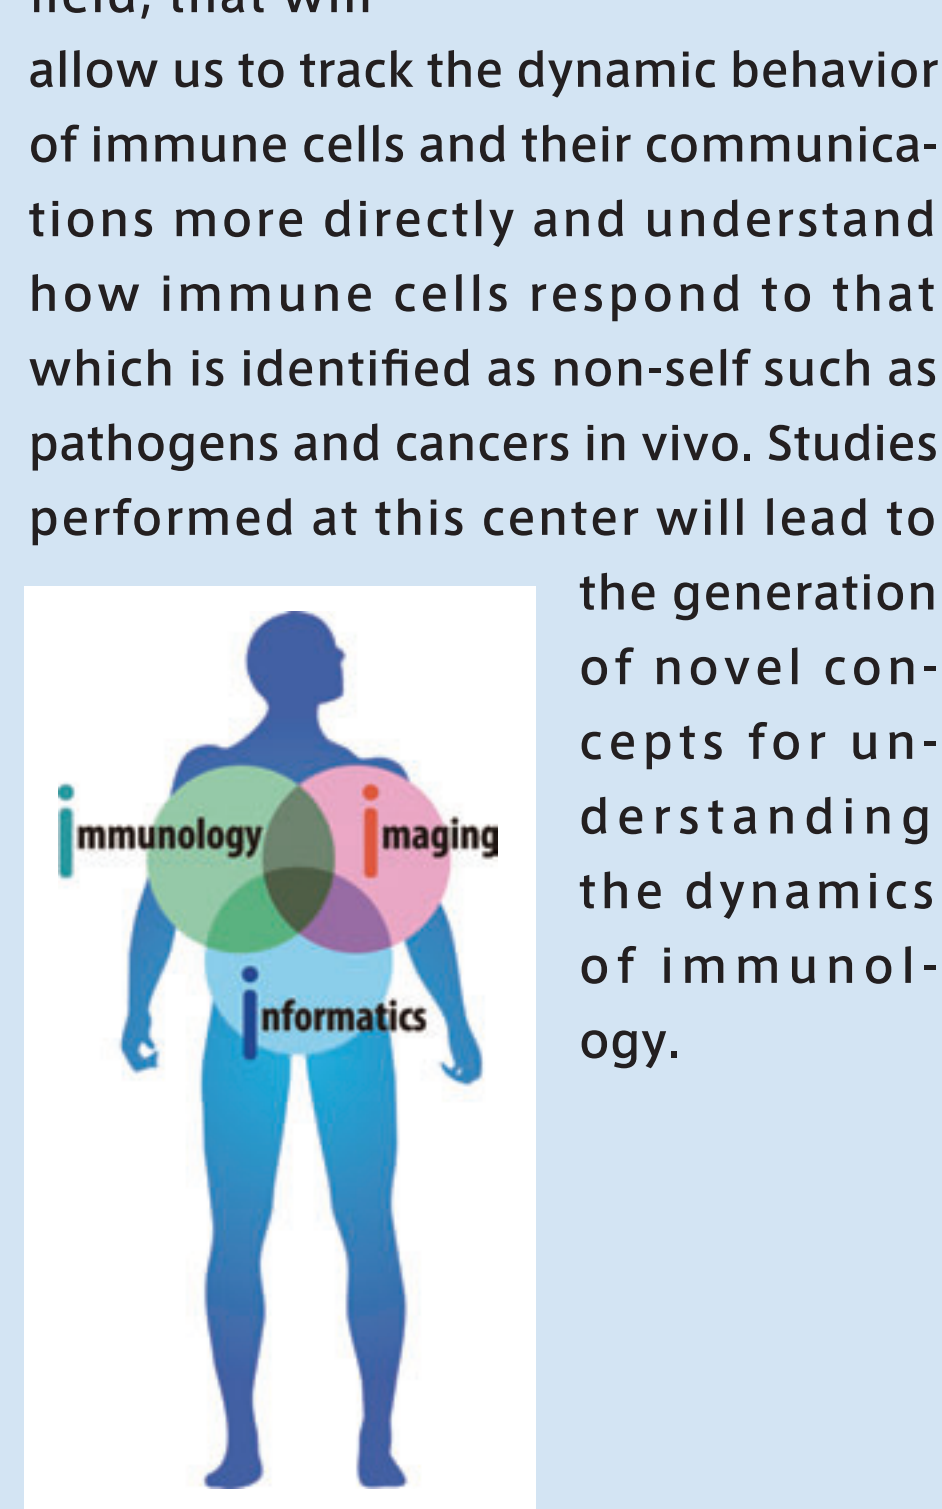 field, that will
allow us to track the dynamic behavior
of immune cells and their communica-
tions more directly and understand
how immune cells respond to that
which is identified as non-self such as
pathogens and cancers in vivo. Studies
performed at this center will lead to
the generation
of novel con-
cepts for un-
derstanding
the dynamics
of immunol-
ogy.
immunology
imaging
informatics